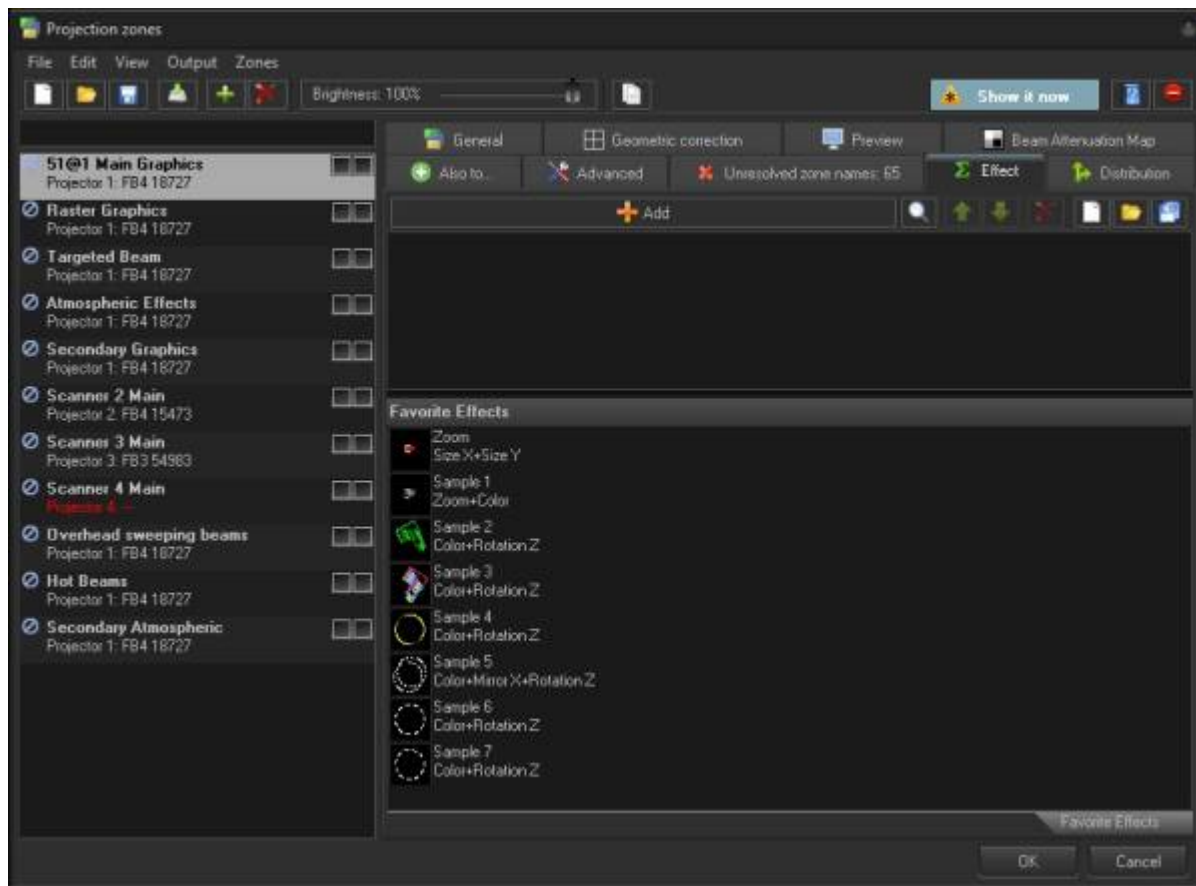 Projection zones
File Edit View Output Zones
Brightness: 100%
Show it now
General
Geometric correction
Preview
Beam Attenuation Map
Also to...
Advanced
Unresolved zone names: 65
Effect
Distribution
Add
51@1 Main Graphics
Projector 1: FB4 18727
Raster Graphics
Projector 1: FB4 18727
Targeted Beam
Projector 1: FB4 18727
Atmospheric Effects
Projector 1: FB4 18727
Secondary Graphics
Projector 1: FB4 18727
Scanner 2 Main
Projector 2: FB4 15473
Scanner 3 Main
Projector 3: FB3 54983
Scanner 4 Main
Projector 4: --
Overhead sweeping beams
Projector 1: FB4 18727
Hot Beams
Projector 1: FB4 18727
Secondary Atmospheric
Projector 1: FB4 18727
Favorite Effects
Zoom
Size X+Size Y
Sample 1
Zoom+Color
Sample 2
Color+Rotation Z
Sample 3
Color+Rotation Z
Sample 4
Color+Rotation Z
Sample 5
Color+Mirror X+Rotation Z
Sample 6
Color+Rotation Z
Sample 7
Color+Rotation Z
Favorite Effects
OK
Cancel